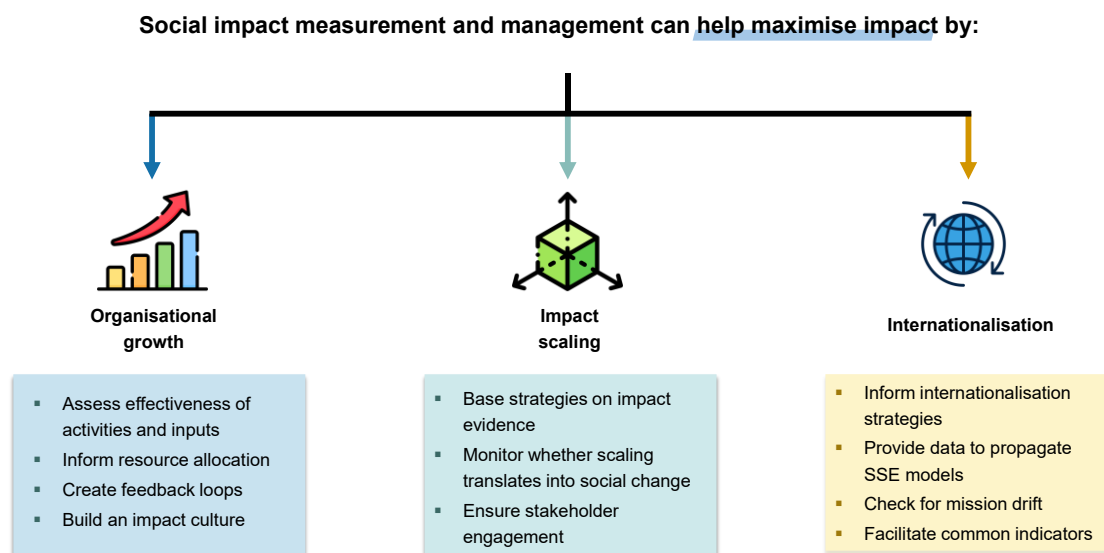 Social impact measurement and management can help maximise impact by:
Organisational
growth
Impact
scaling
Internationalisation
▪ Assess effectiveness of
activities and inputs
▪ Inform resource allocation
▪ Create feedback loops
▪ Build an impact culture
▪ Base strategies on impact
evidence
▪ Monitor whether scaling
translates into social change
▪ Ensure stakeholder
engagement
▪ Inform internationalisation
strategies
▪ Provide data to propagate
SSE models
▪ Check for mission drift
▪ Facilitate common indicators